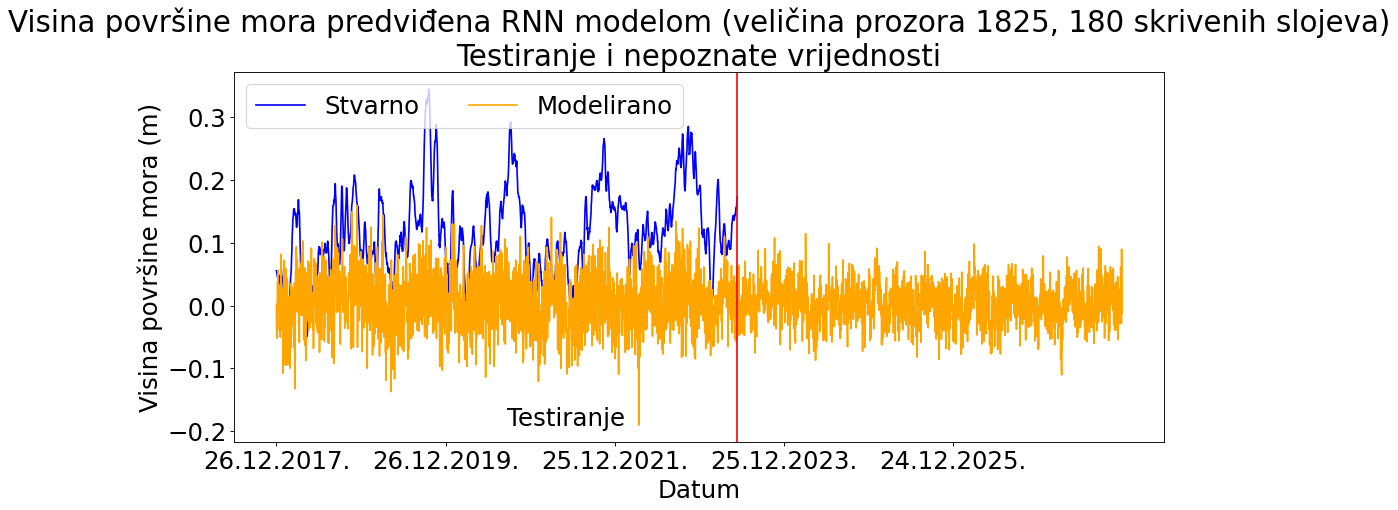 Visina površine mora predviđena RNN modelom (veličina prozora 1825, 180 skrivenih slojeva)
Testiranje i nepoznate vrijednosti
Stvarno Modelirano
Visina površine mora (m)
0.3
0.2
0.1
0.0
−0.1
−0.2
Testiranje
26.12.2017. 26.12.2019. 25.12.2021. 25.12.2023. 24.12.2025.
Datum